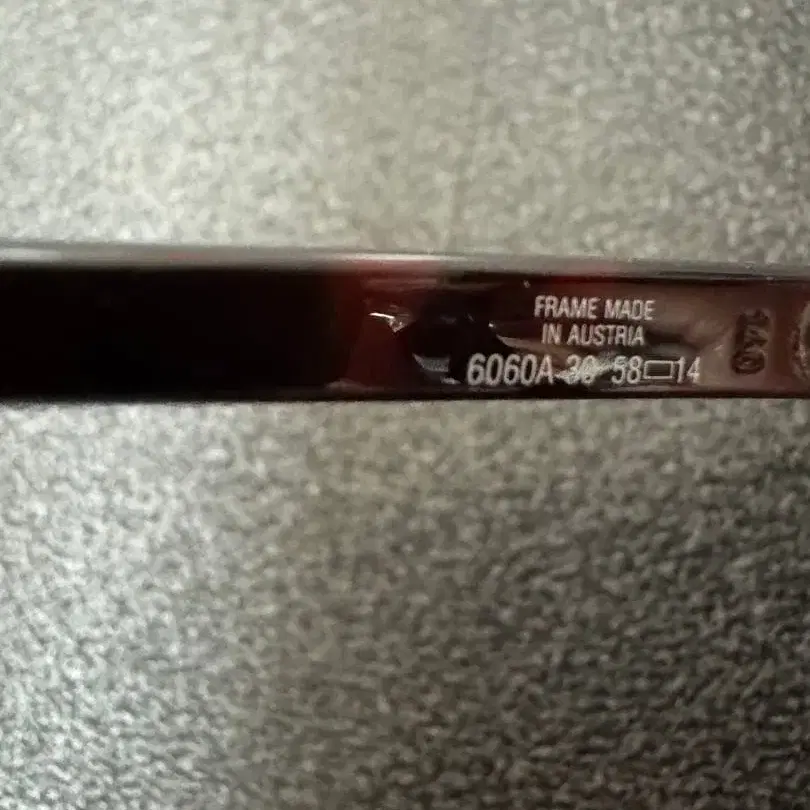 FRAME MADE
IN AUSTRIA
6060A 30 58▭14
140